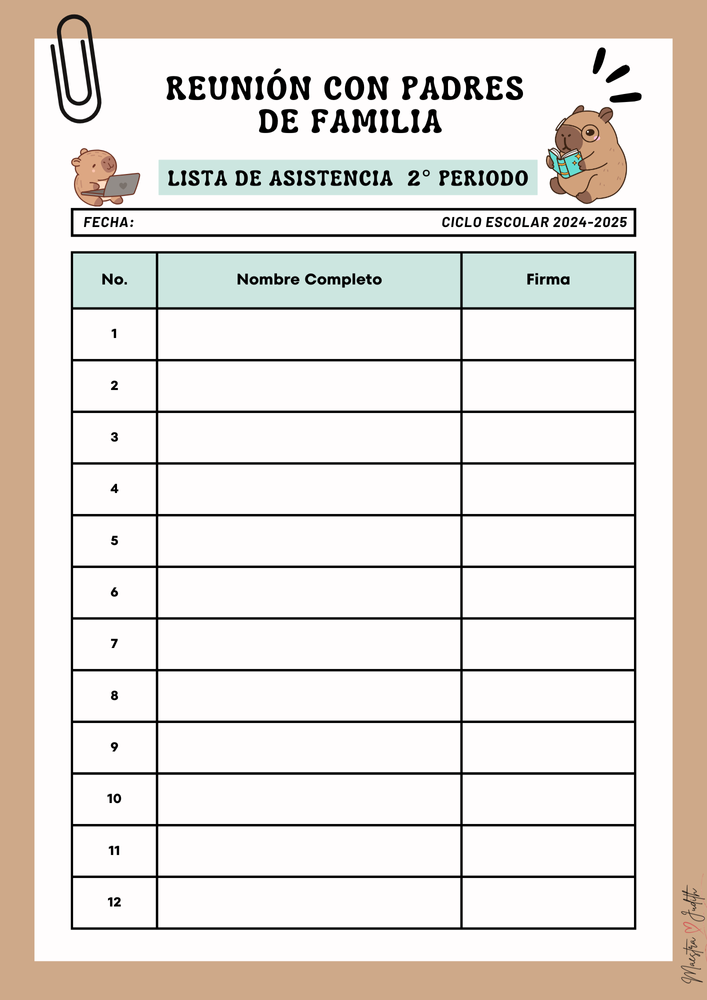 REUNIÓN CON PADRES
DE FAMILIA
LISTA DE ASISTENCIA 2° PERIODO
FECHA: CICLO ESCOLAR 2024-2025
No. Nombre Completo Firma
1
2
3
4
5
6
7
8
9
10
11
12
Maestra Judith